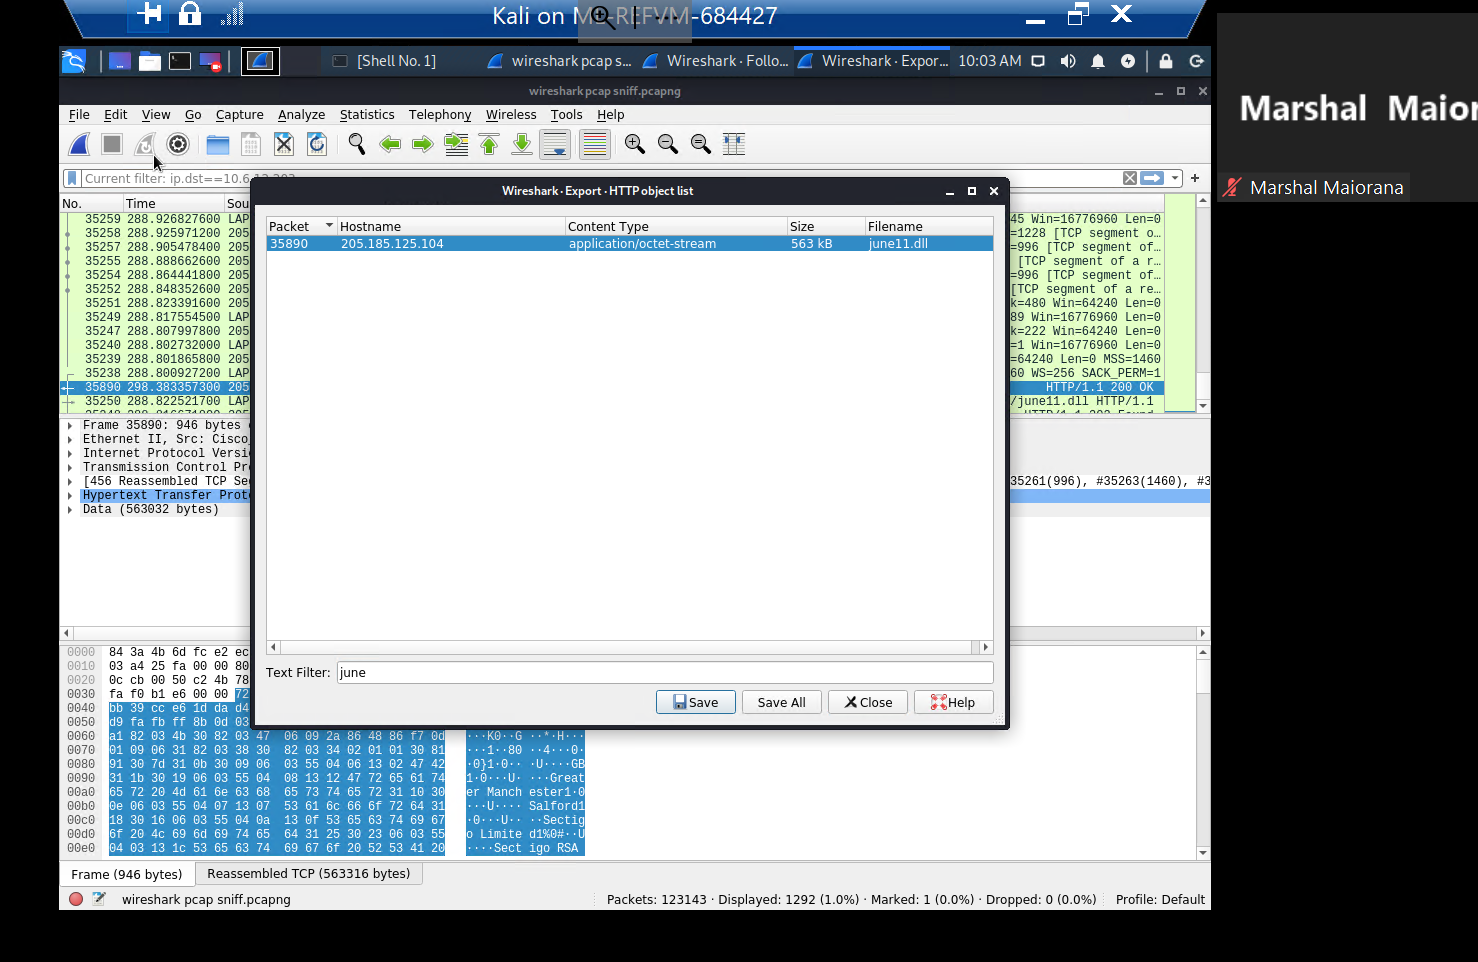 Kali on ML-REFVM-684427
[Shell No. 1]
wireshark pcap s...
Wireshark · Follo...
Wireshark · Expor...
10:03 AM
wireshark pcap sniff.pcapng
File Edit View Go Capture Analyze Statistics Telephony Wireless Tools Help
Current filter: ip.dst==10.6.12.203
No. Time Sou
35259 288.926827600 LAP 45 Win=16776960 Len=0
35258 288.925971200 205 =1228 [TCP segment o…
35257 288.905478400 205 =996 [TCP segment of…
35255 288.888662600 205 [TCP segment of a r…
35254 288.864441800 205 =996 [TCP segment of…
35252 288.848352600 205 [TCP segment of a re…
35251 288.823391600 205 k=480 Win=64240 Len=0
35249 288.817554500 LAP 89 Win=16776960 Len=0
35247 288.807997800 205 k=222 Win=64240 Len=0
35240 288.802732000 LAP =1 Win=16776960 Len=0
35239 288.801865800 205 =64240 Len=0 MSS=1460
35238 288.800927200 LAP 60 WS=256 SACK_PERM=1
35890 298.383357300 205 HTTP/1.1 200 OK
35250 288.822521700 LAP /june11.dll HTTP/1.1
Wireshark · Export · HTTP object list
Packet Hostname Content Type Size Filename
35890 205.185.125.104 application/octet-stream 563 kB june11.dll
Text Filter: june
Save Save All Close Help
Frame 35890: 946 bytes
Ethernet II, Src: Cisco
Internet Protocol Versi
Transmission Control Pr
[456 Reassembled TCP Se 35261(996), #35263(1460), #3
Hypertext Transfer Prot
Data (563032 bytes)
0000 84 3a 4b 6d fc e2 ec
0010 03 a4 25 fa 00 00 80
0020 0c cb 00 50 c2 4b 78
0030 fa f0 b1 e6 00 00 72
0040 bb 39 cc e6 1d da d4
0050 d9 fa fb ff 8b 0d 03
0060 a1 82 03 4b 30 82 03 47 06 09 2a 86 48 86 f7 0d ···K0··G ··*·H···
0070 01 09 06 31 82 03 38 30 82 03 34 02 01 01 30 81 ···1··80 ··4···0·
0080 91 30 7d 31 0b 30 09 06 03 55 04 06 13 02 47 42 ·0}1·0·· ·U····GB
0090 31 1b 30 19 06 03 55 04 08 13 12 47 72 65 61 74 1·0···U· ···Great
00a0 65 72 20 4d 61 6e 63 68 65 73 74 65 72 31 10 30 er Manch ester1·0
00b0 0e 06 03 55 04 07 13 07 53 61 6c 66 6f 72 64 31 ···U···· Salford1
00c0 18 30 16 06 03 55 04 0a 13 0f 53 65 63 74 69 67 ·0···U·· ··Sectig
00d0 6f 20 4c 69 6d 69 74 65 64 31 25 30 23 06 03 55 o Limite d1%0#··U
00e0 04 03 13 1c 53 65 63 74 69 67 6f 20 52 53 41 20 ····Sect igo RSA
Frame (946 bytes) Reassembled TCP (563316 bytes)
wireshark pcap sniff.pcapng
Packets: 123143 · Displayed: 1292 (1.0%) · Marked: 1 (0.0%) · Dropped: 0 (0.0%)
Profile: Default
Marshal Maior
Marshal Maiorana